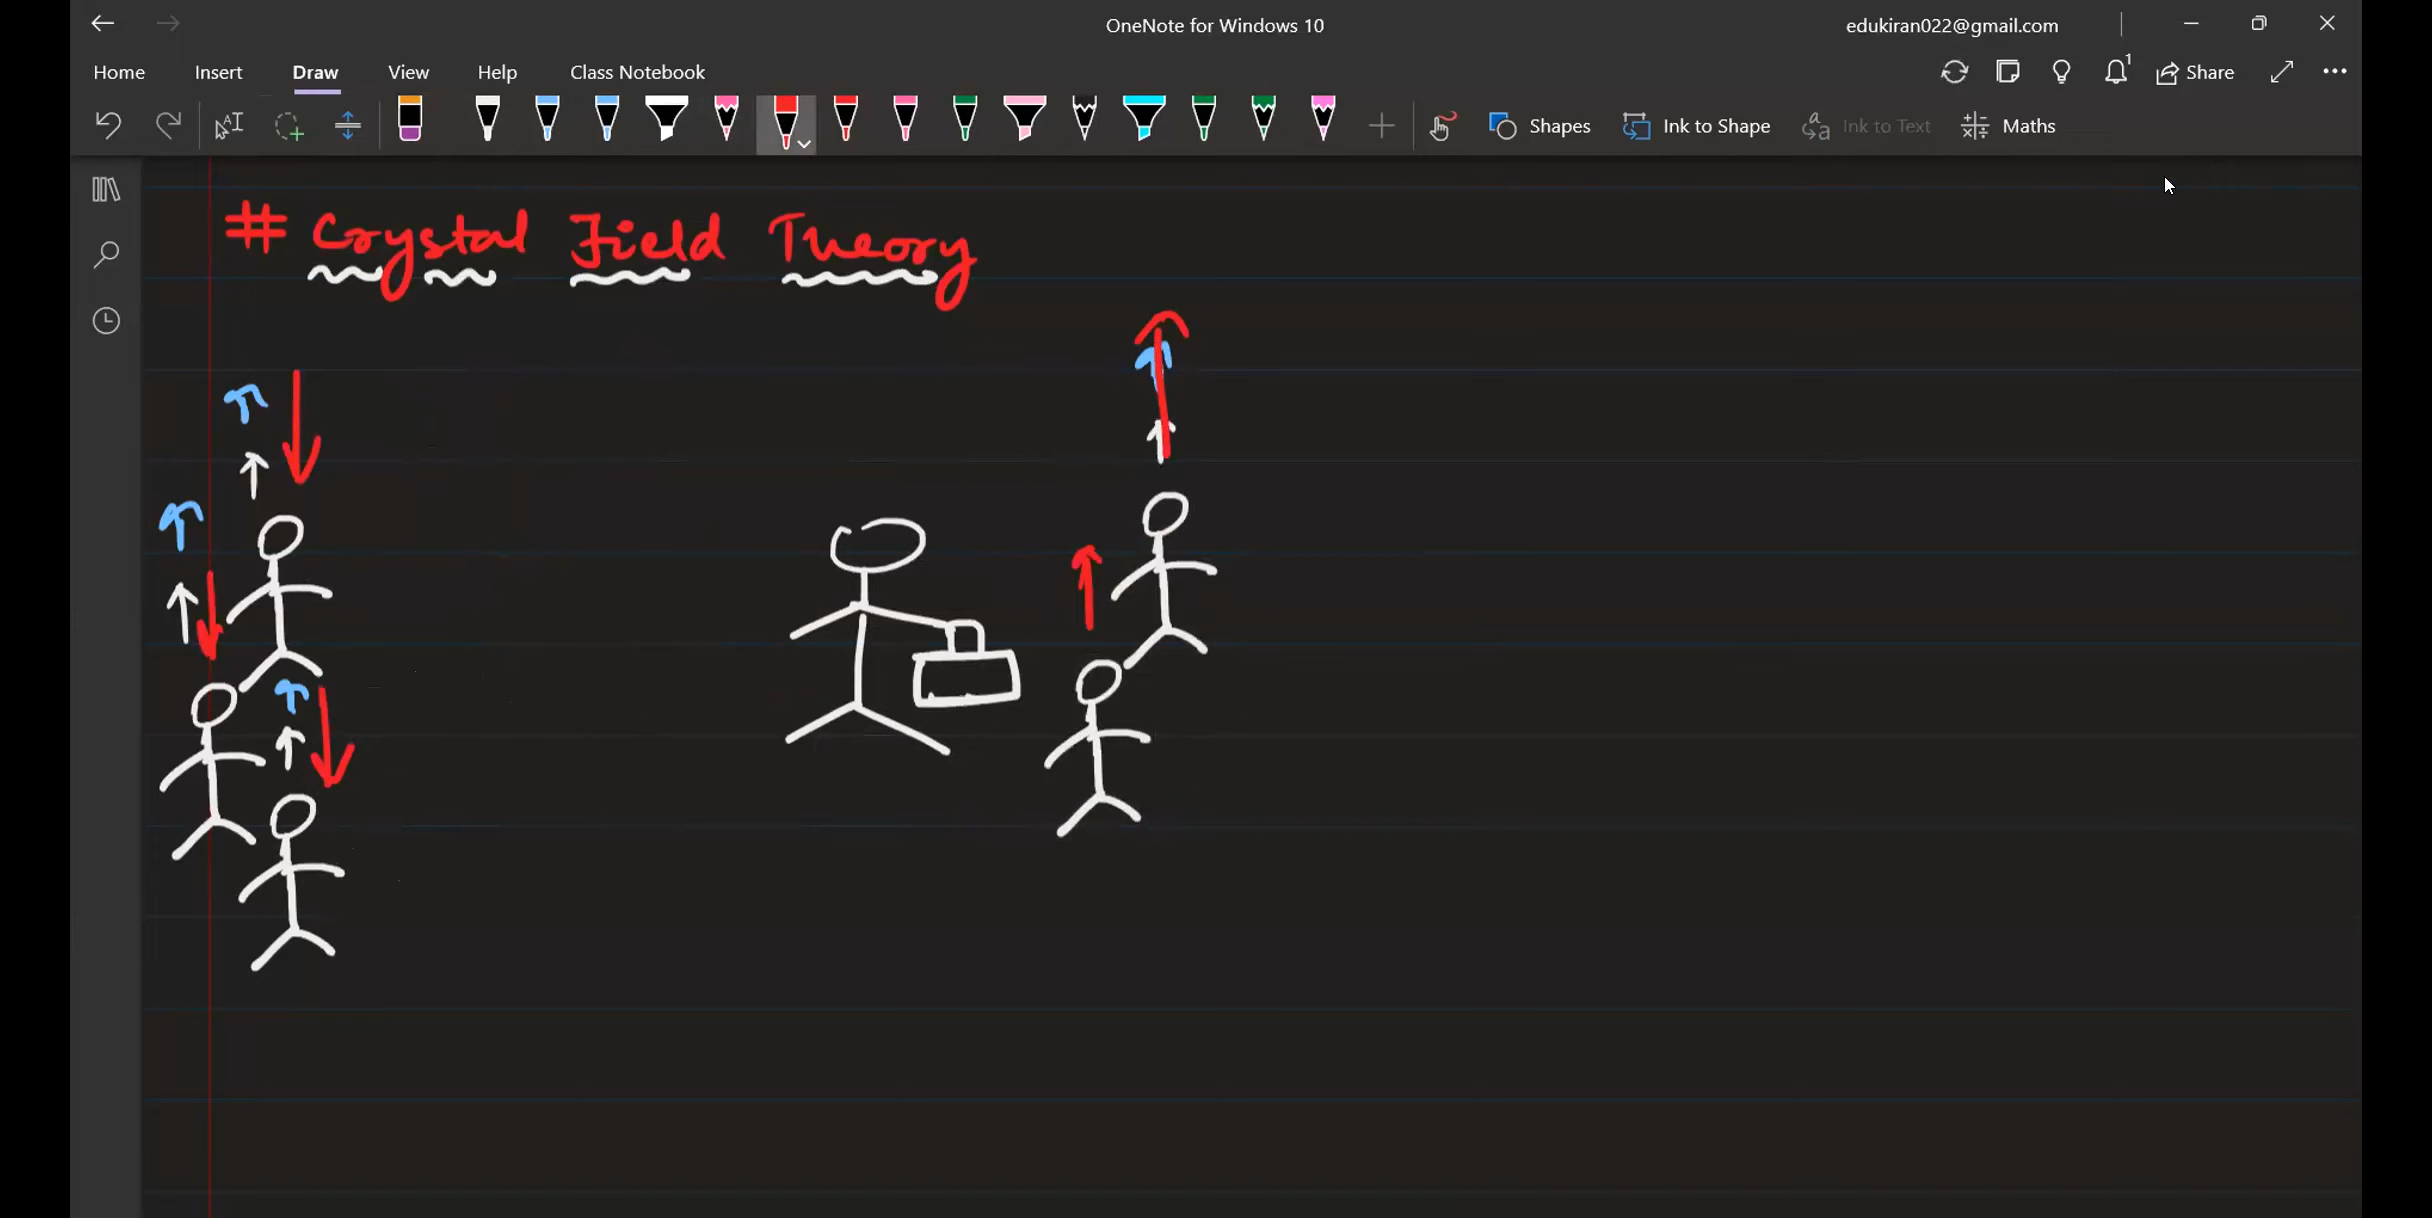 OneNote for Windows 10
edukiran022@gmail.com
Home Insert Draw View Help Class Notebook
1
Share
Shapes Ink to Shape Ink to Text Maths
# Crystal Field Theory